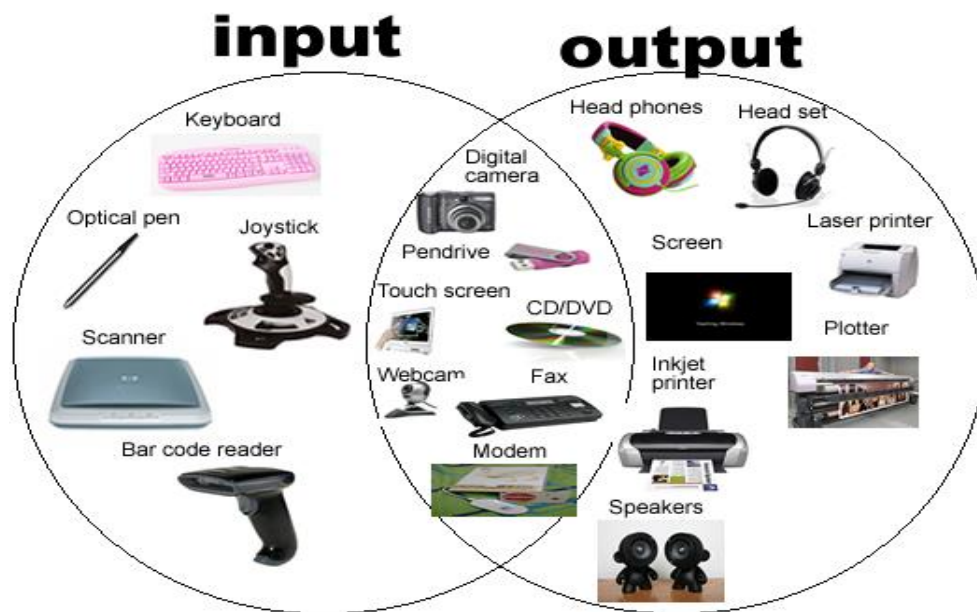 input
output
Keyboard
Optical pen
Joystick
Scanner
Bar code reader
Digital
camera
Pendrive
Touch screen
CD/DVD
Webcam
Fax
Modem
Head phones
Head set
Laser printer
Screen
Plotter
Inkjet
printer
Speakers